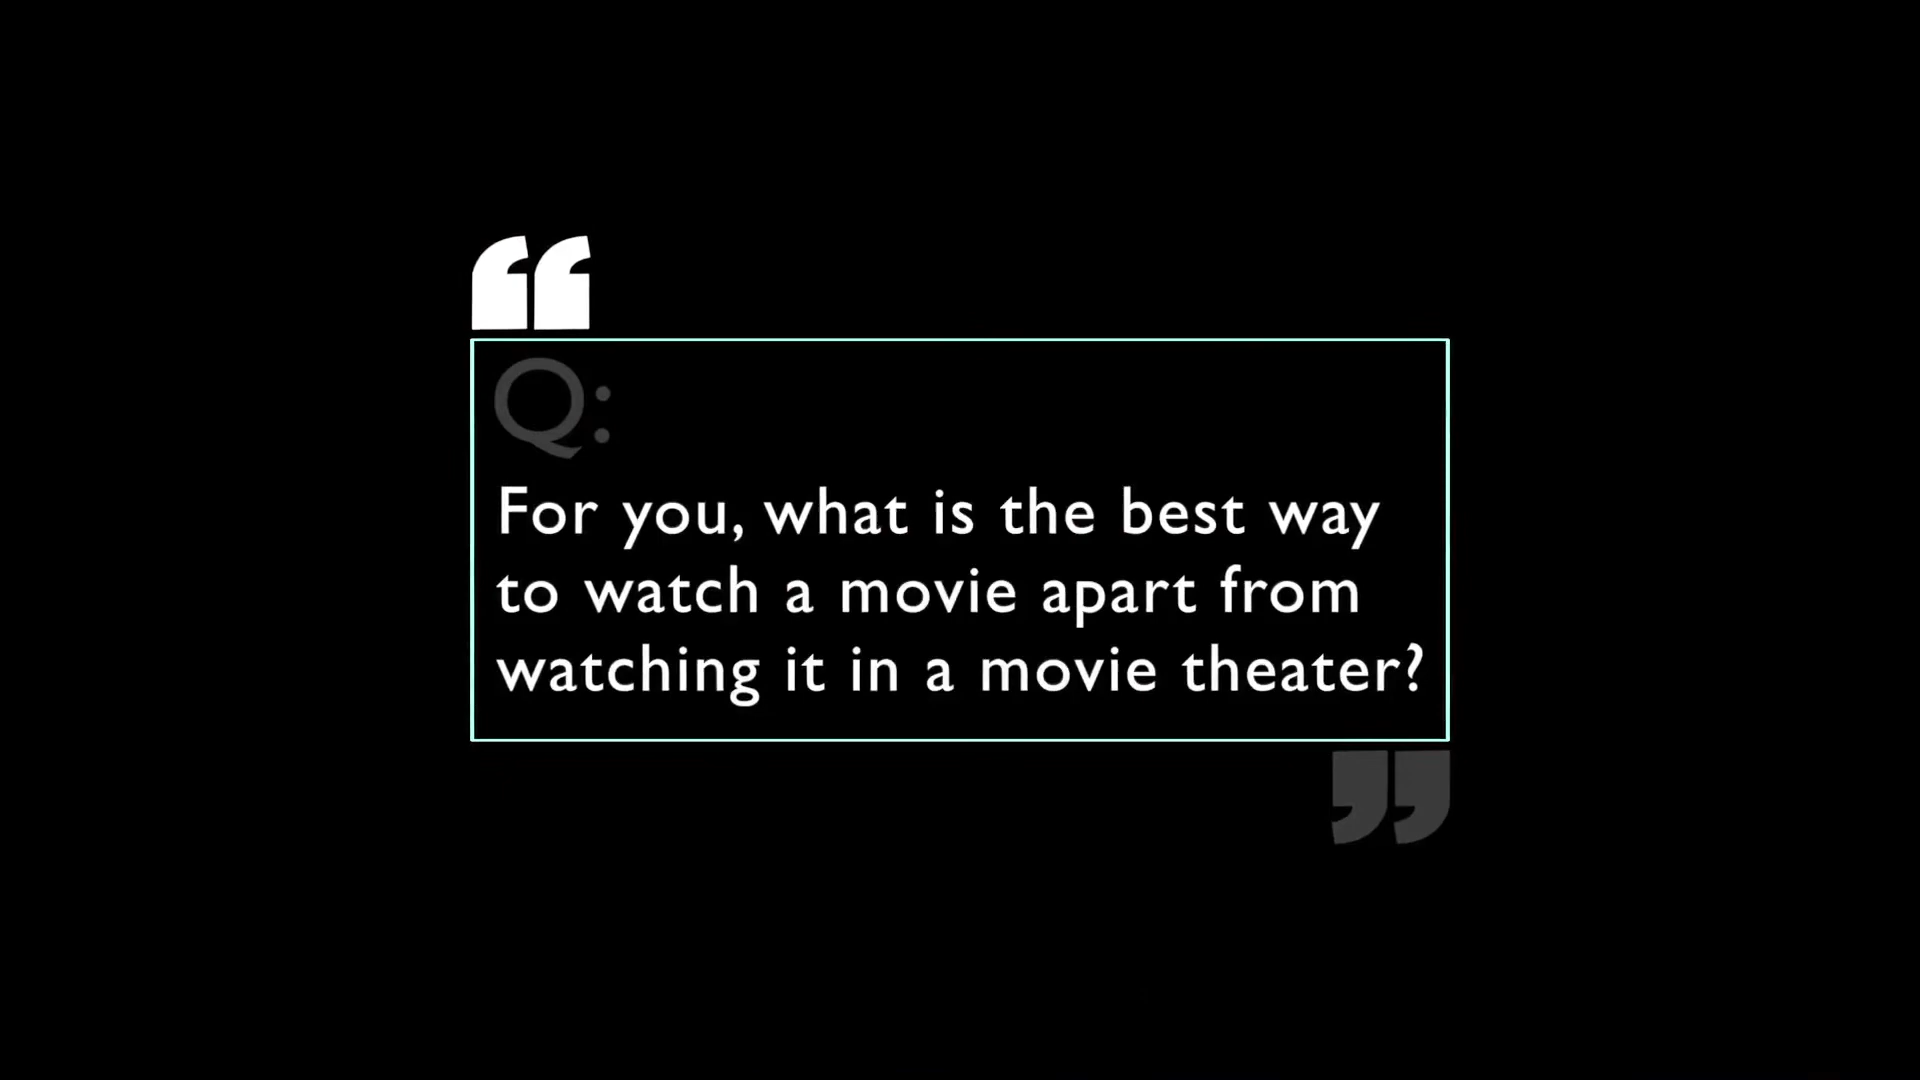 “
Q:
For you, what is the best way
to watch a movie apart from
watching it in a movie theater?
”